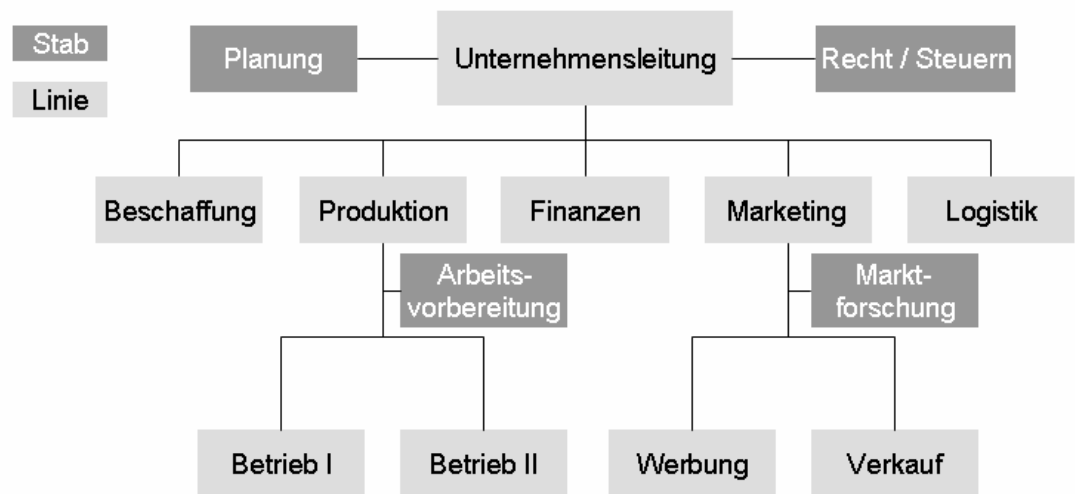 Stab
Linie
Planung
Unternehmensleitung
Recht / Steuern
Beschaffung
Produktion
Finanzen
Marketing
Logistik
Arbeits-
vorbereitung
Markt-
forschung
Betrieb I
Betrieb II
Werbung
Verkauf